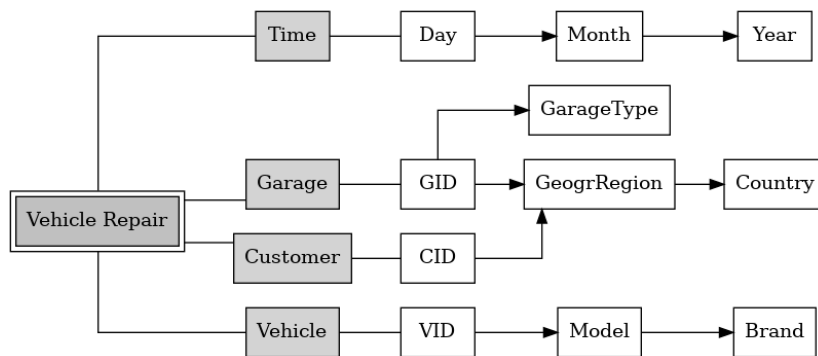 Time
Day
Month
Year
GarageType
Garage
GID
GeogrRegion
Country
Vehicle Repair
Customer
CID
Vehicle
VID
Model
Brand